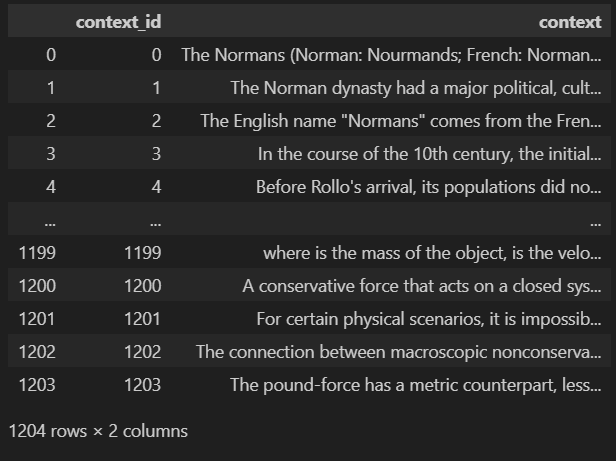 context_id context
0 0 The Normans (Norman: Nourmands; French: Norman...
1 1 The Norman dynasty had a major political, cult...
2 2 The English name "Normans" comes from the Fren...
3 3 In the course of the 10th century, the initial...
4 4 Before Rollo's arrival, its populations did no...
... ... ...
1199 1199 where is the mass of the object, is the velo...
1200 1200 A conservative force that acts on a closed sys...
1201 1201 For certain physical scenarios, it is impossib...
1202 1202 The connection between macroscopic nonconserva...
1203 1203 The pound-force has a metric counterpart, less...
1204 rows × 2 columns